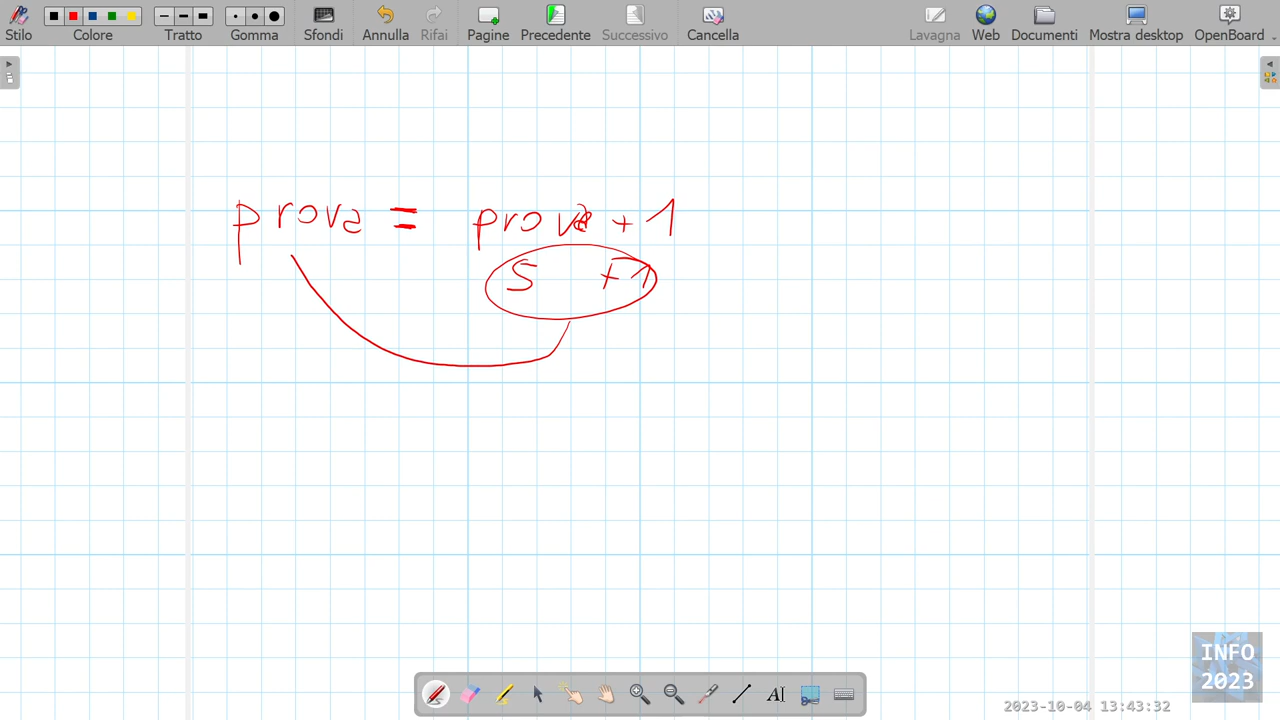 Stilo Colore Tratto Gomma Sfondi Annulla Rifai Pagine Precedente Successivo Cancella Lavagna Web Documenti Mostra desktop OpenBoard
prova = prova + 1
5 + 1
INFO
2023
2023-10-04 13:43:32